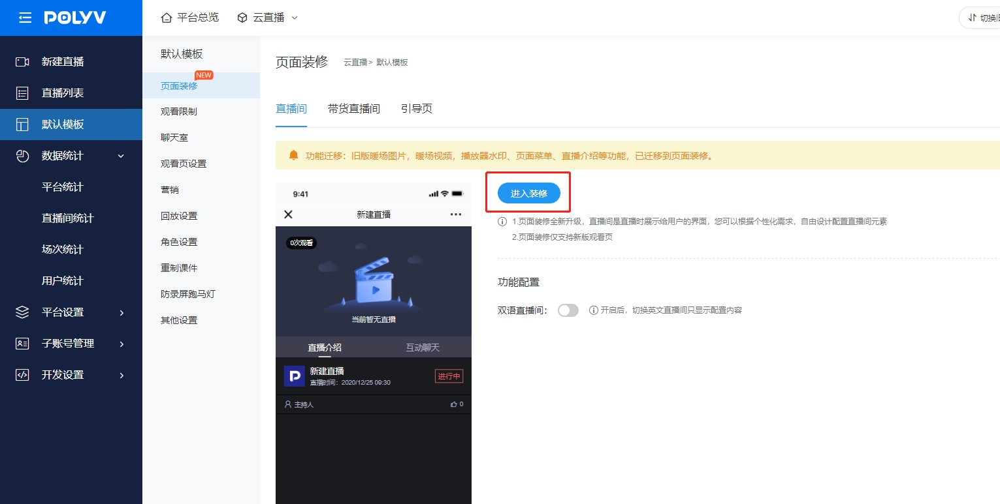 POLYV
平台总览
云直播
切换旧
新建直播
直播列表
默认模板
数据统计
平台统计
直播间统计
场次统计
用户统计
平台设置
子账号管理
开发设置
默认模板
NEW
页面装修
观看限制
聊天室
观看页设置
营销
回放设置
角色设置
重制课件
防录屏跑马灯
其他设置
页面装修
云直播> 默认模板
直播间
带货直播间
引导页
功能迁移：旧版暖场图片，暖场视频，播放器水印、页面菜单、直播介绍等功能，已迁移到页面装修。
9:41
新建直播
0次观看
当前暂无直播
直播介绍
互动聊天
新建直播
直播时间：2020/12/25 09:30
进行中
主持人
0
进入装修
1.页面装修全新升级，直播间是直播时展示给用户的界面，您可以根据个性化需求，自由设计配置直播间元素
2.页面装修仅支持新版观看页
功能配置
双语直播间：
开启后，切换英文直播间只显示配置内容